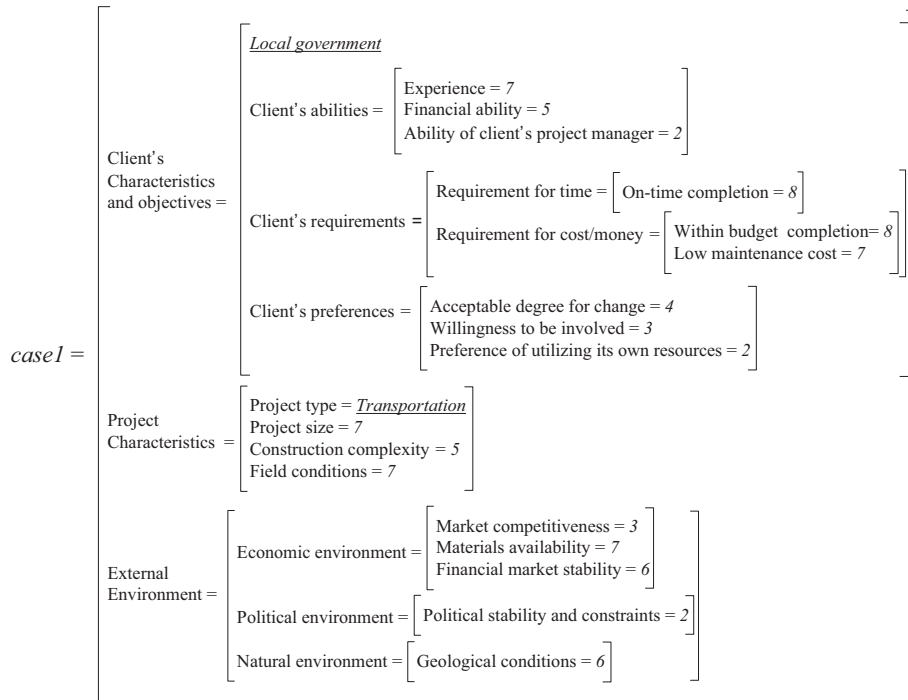 case1 =
Client's
Characteristics
and objectives =
Local government
Client's abilities =
Experience = 7
Financial ability = 5
Ability of client's project manager = 2
Client's requirements =
Requirement for time = On-time completion = 8
Requirement for cost/money = Within budget completion= 8
Low maintenance cost = 7
Client's preferences =
Acceptable degree for change = 4
Willingness to be involved = 3
Preference of utilizing its own resources = 2
Project
Characteristics =
Project type = Transportation
Project size = 7
Construction complexity = 5
Field conditions = 7
External
Environment =
Economic environment =
Market competitiveness = 3
Materials availability = 7
Financial market stability = 6
Political environment = Political stability and constraints = 2
Natural environment = Geological conditions = 6